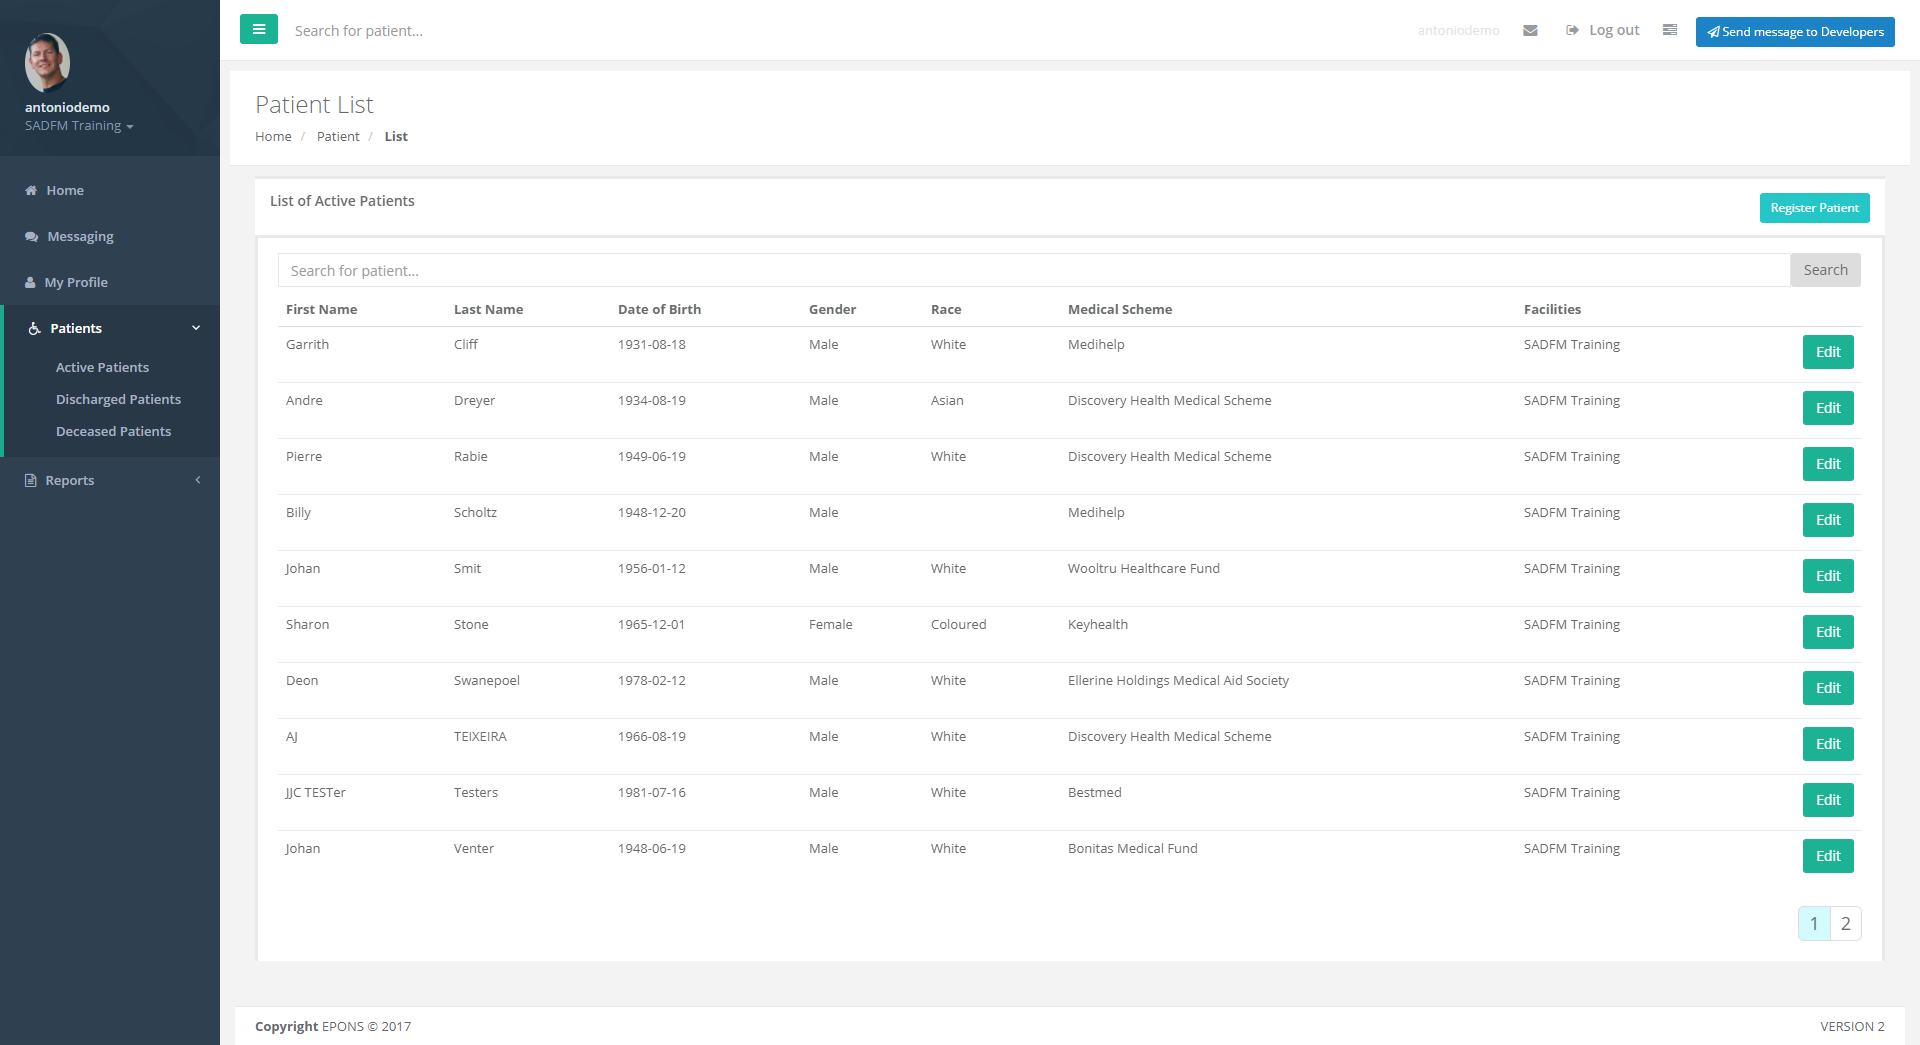 antoniodemo
SADFM Training
Home
Messaging
My Profile
Patients
Active Patients
Discharged Patients
Deceased Patients
Reports
Search for patient... antoniodemo Log out Send message to Developers
Patient List
Home / Patient / List
List of Active Patients Register Patient
Search for patient... Search
First Name Last Name Date of Birth Gender Race Medical Scheme Facilities
Garrith Cliff 1931-08-18 Male White Medihelp SADFM Training Edit
Andre Dreyer 1934-08-19 Male Asian Discovery Health Medical Scheme SADFM Training Edit
Pierre Rabie 1949-06-19 Male White Discovery Health Medical Scheme SADFM Training Edit
Billy Scholtz 1948-12-20 Male Medihelp SADFM Training Edit
Johan Smit 1956-01-12 Male White Wooltru Healthcare Fund SADFM Training Edit
Sharon Stone 1965-12-01 Female Coloured Keyhealth SADFM Training Edit
Deon Swanepoel 1978-02-12 Male White Ellerine Holdings Medical Aid Society SADFM Training Edit
AJ TEIXEIRA 1966-08-19 Male White Discovery Health Medical Scheme SADFM Training Edit
JJC TESTer Testers 1981-07-16 Male White Bestmed SADFM Training Edit
Johan Venter 1948-06-19 Male White Bonitas Medical Fund SADFM Training Edit
1 2
Copyright EPONS © 2017 VERSION 2